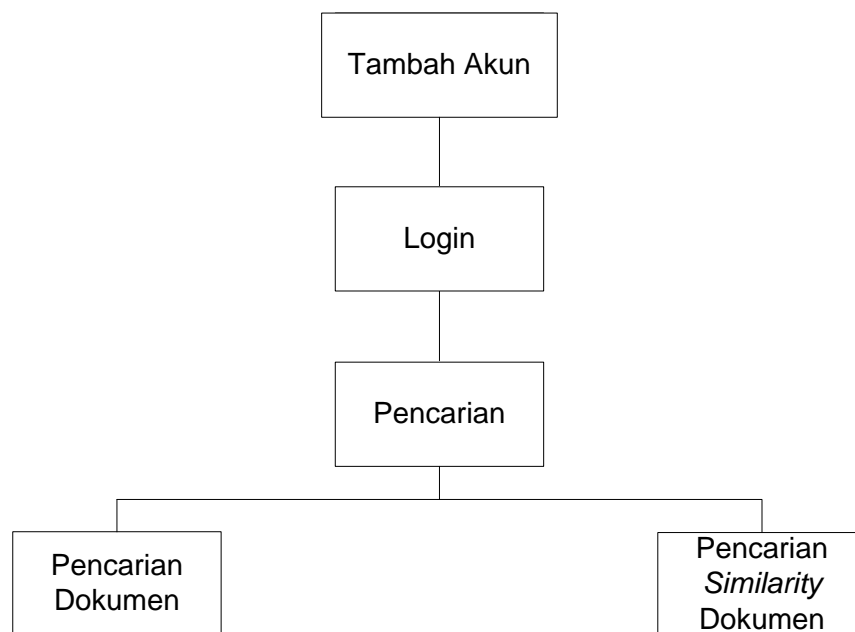 Tambah Akun
Login
Pencarian
Pencarian
Dokumen
Pencarian
Similarity
Dokumen